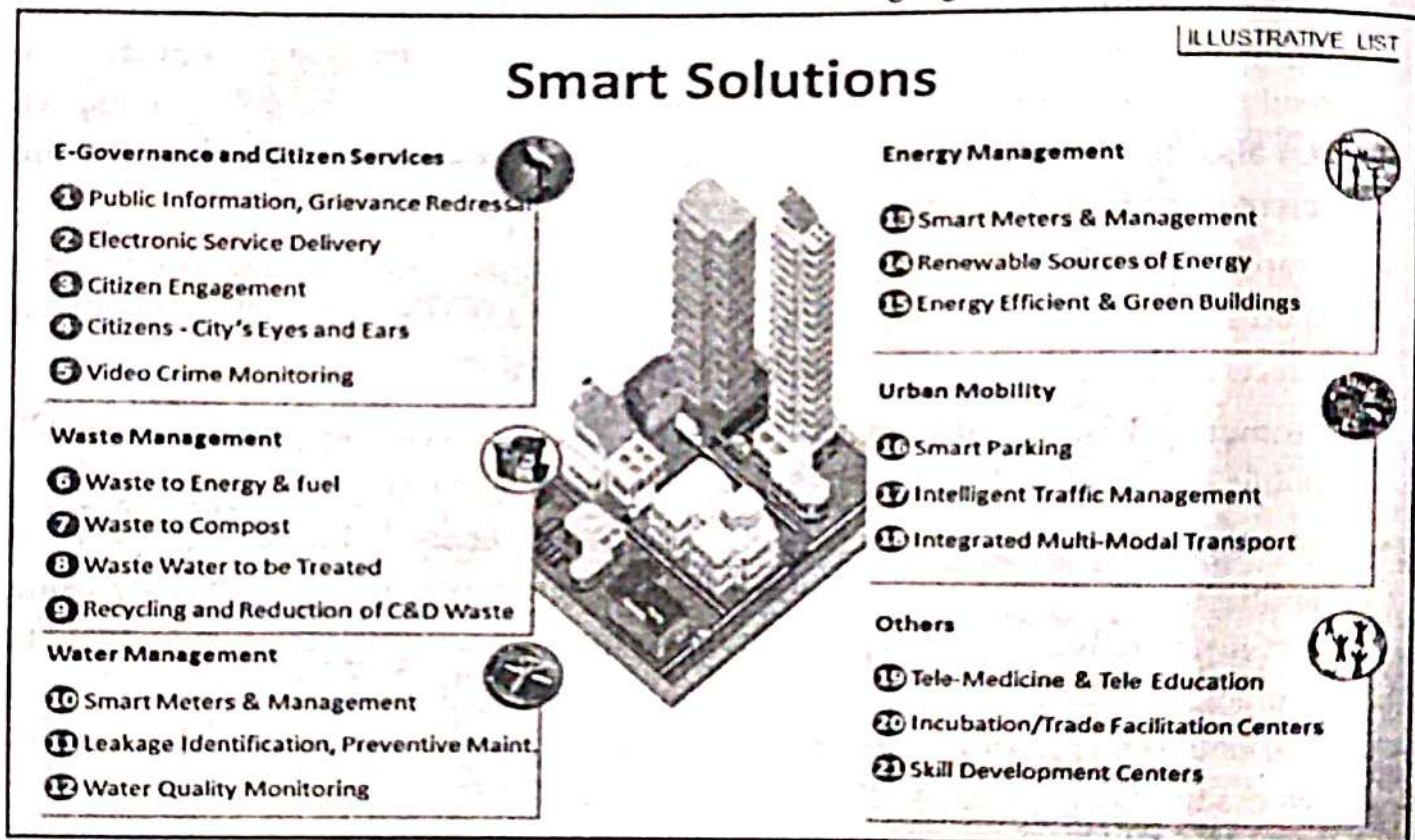 ILLUSTRATIVE LIST
Smart Solutions
E-Governance and Citizen Services
1 Public Information, Grievance Redressal
2 Electronic Service Delivery
3 Citizen Engagement
4 Citizens - City's Eyes and Ears
5 Video Crime Monitoring
Waste Management
6 Waste to Energy & fuel
7 Waste to Compost
8 Waste Water to be Treated
9 Recycling and Reduction of C&D Waste
Water Management
10 Smart Meters & Management
11 Leakage Identification, Preventive Maint.
12 Water Quality Monitoring
Energy Management
13 Smart Meters & Management
14 Renewable Sources of Energy
15 Energy Efficient & Green Buildings
Urban Mobility
16 Smart Parking
17 Intelligent Traffic Management
18 Integrated Multi-Modal Transport
Others
19 Tele-Medicine & Tele Education
20 Incubation/Trade Facilitation Centers
21 Skill Development Centers